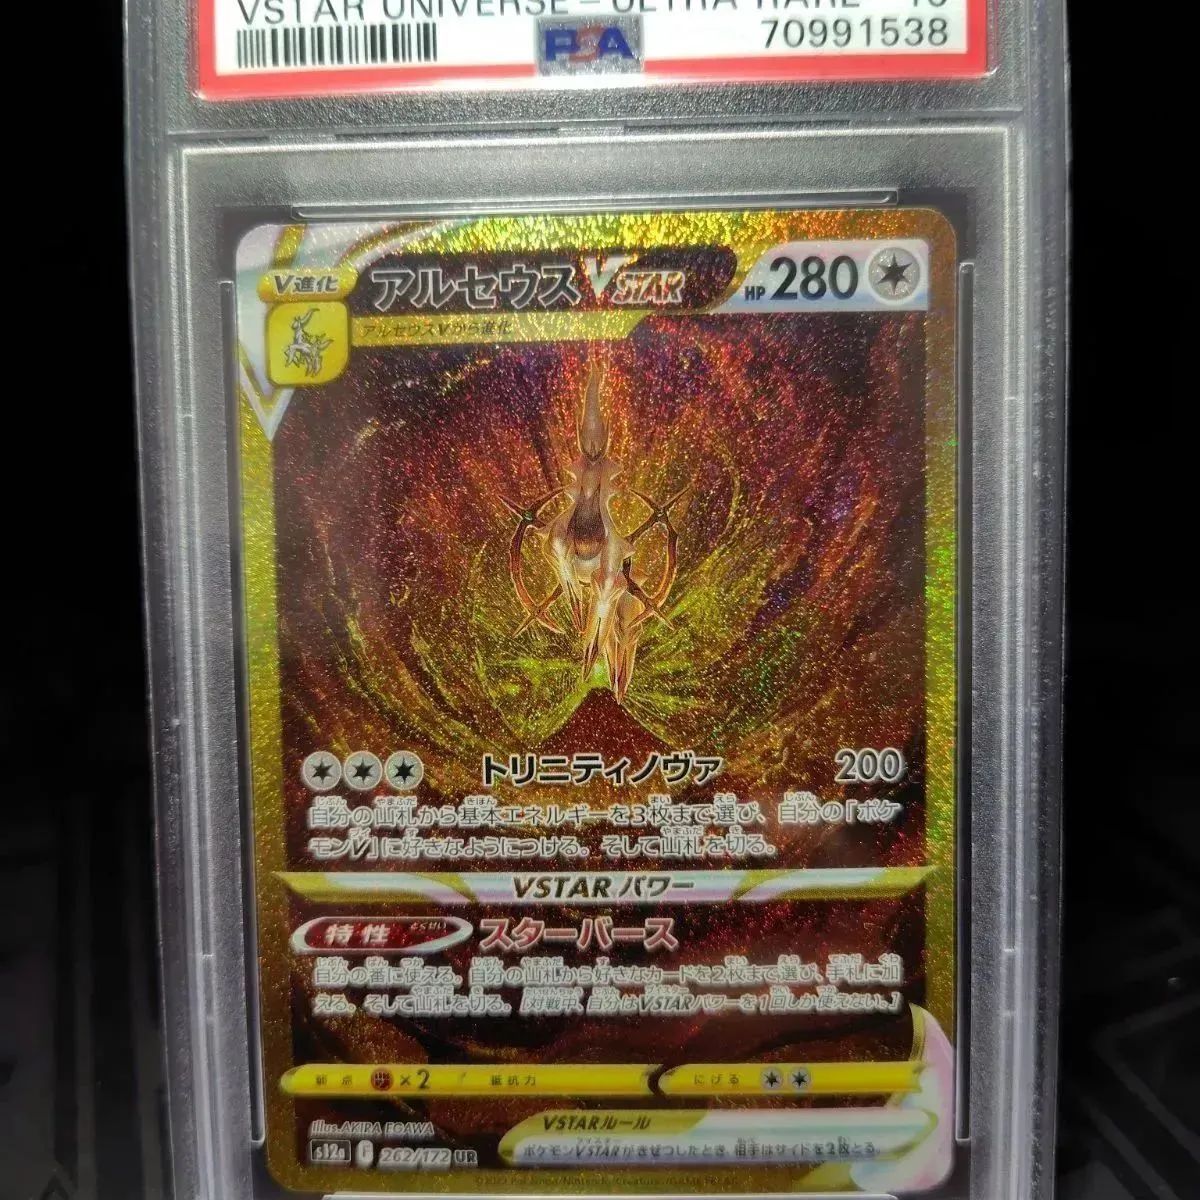 VSTAR UNIVERSE-ULTRA RARE 10
PSA
70991538
V進化
アルセウスVSTAR
HP280
アルセウスVから進化
トリニティノヴァ 200
自分の山札から基本エネルギーを3枚まで選び、自分の「ポケ
モンV」に好きなようにつける。そして山札を切る。
VSTARパワー
特性 スターバース
自分の番に使える。自分の山札から好きなカードを2枚まで選び、手札に加
える。そして山札を切る。[対戦中、自分はVSTARパワーを1回しか使えない。]
弱点 ×2 抵抗力 にげる
illus.AKIRA EGAWA
VSTARルール
ポケモンVSTARがきぜつしたとき、相手はサイドを2枚とる。
s12a F 262/172 UR
©2022 Pokémon/Nintendo/Creatures/GAME FREAK